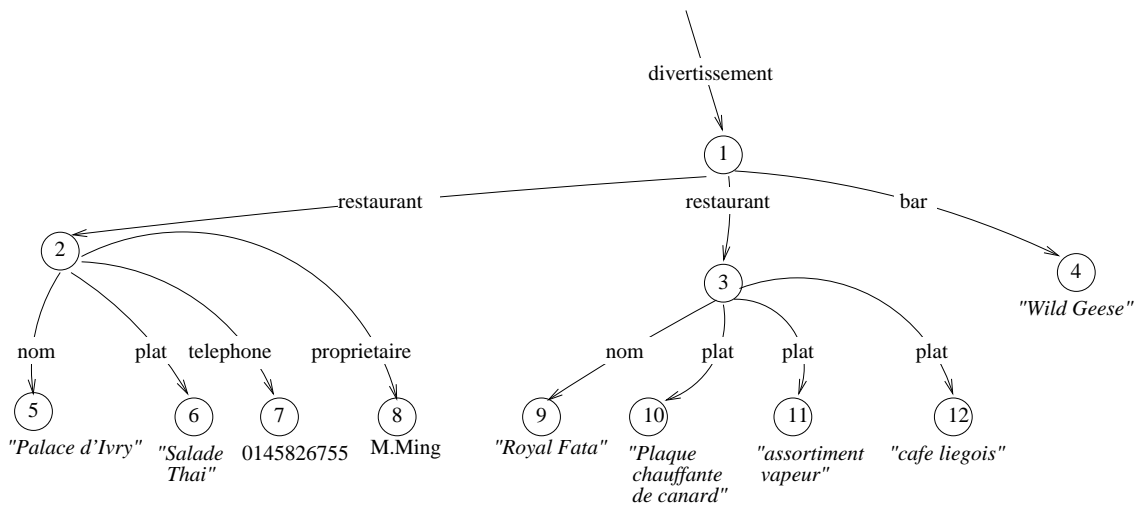 divertissement
1
restaurant
restaurant
bar
2
3
4
"Wild Geese"
nom
plat
telephone
proprietaire
nom
plat
plat
plat
5
6
7
8
9
10
11
12
"Palace d'Ivry"
"Salade
Thai"
0145826755
M.Ming
"Royal Fata"
"Plaque
chauffante
de canard"
"assortiment
vapeur"
"cafe liegois"